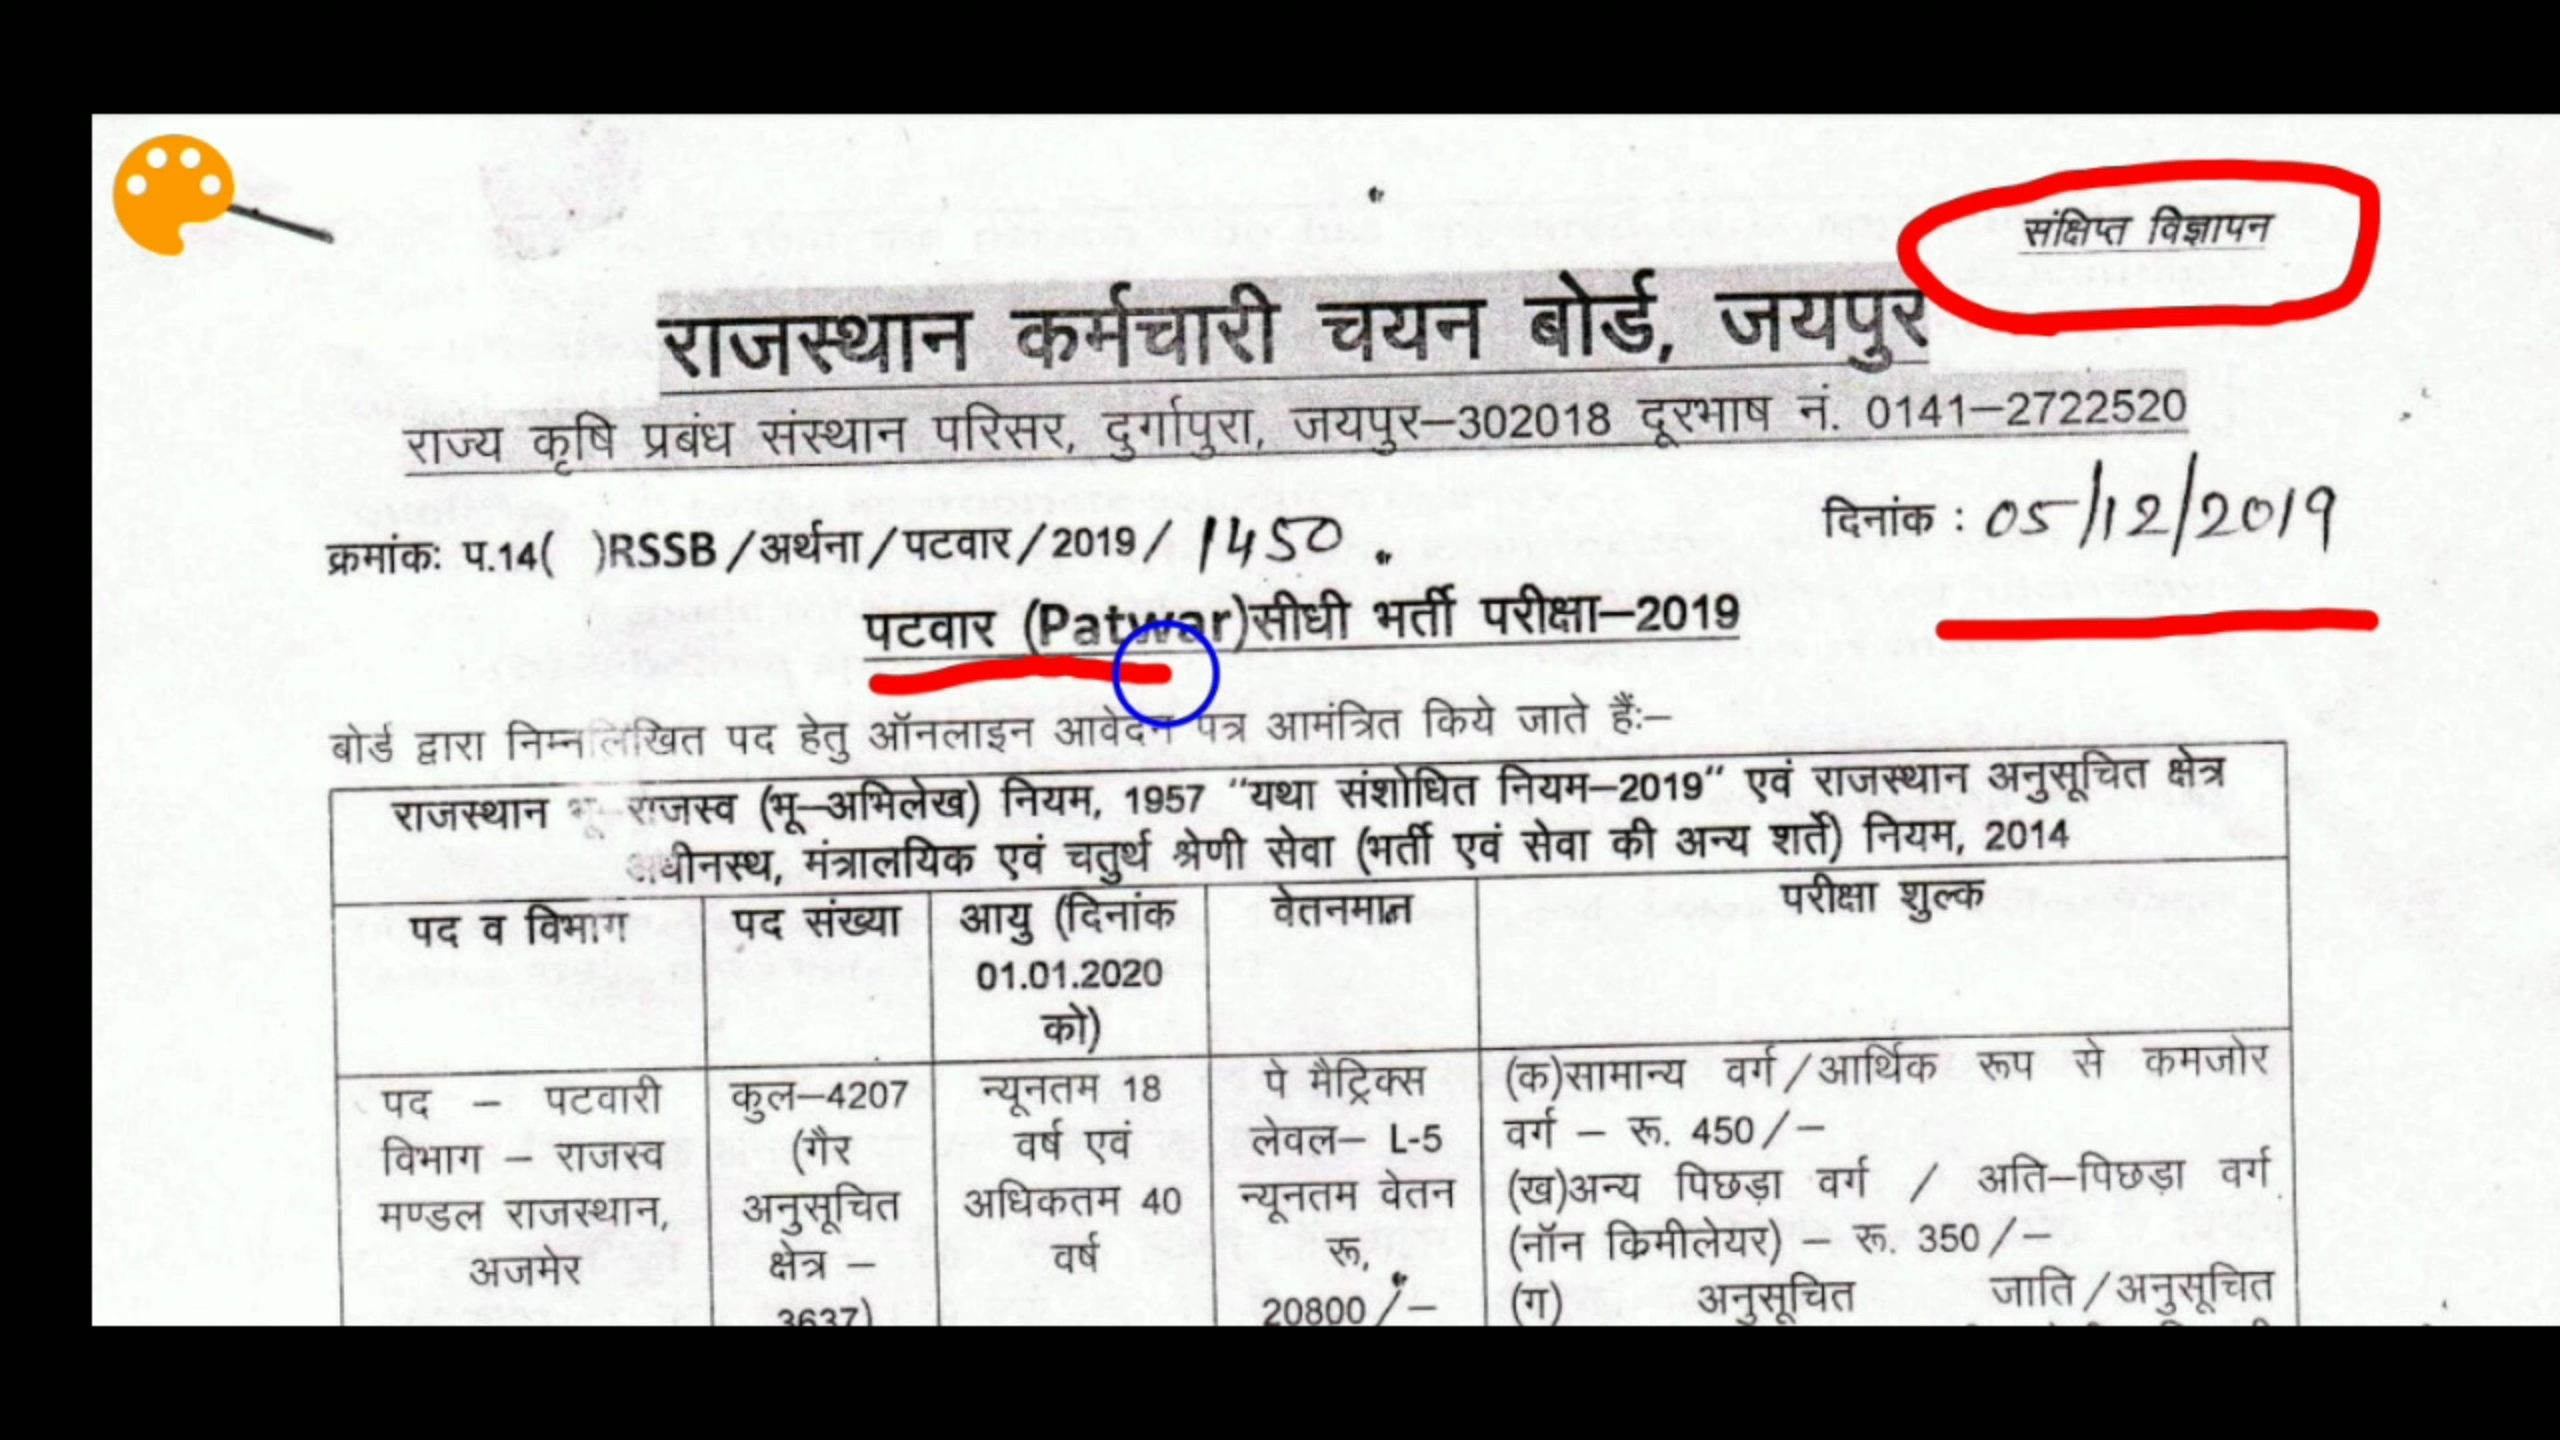 संक्षिप्त विज्ञापन
राजस्थान कर्मचारी चयन बोर्ड, जयपुर
राज्य कृषि प्रबंध संस्थान परिसर, दुर्गापुरा, जयपुर–302018 दूरभाष नं. 0141–2722520
क्रमांक: प.14( )RSSB/अर्थना/पटवार/2019/ 1450.
दिनांक : 05/12/2019
पटवार (Patwar)सीधी भर्ती परीक्षा–2019
बोर्ड द्वारा निम्नलिखित पद हेतु ऑनलाइन आवेदन पत्र आमंत्रित किये जाते हैं:–
राजस्थान भू–राजस्व (भू–अभिलेख) नियम, 1957 "यथा संशोधित नियम–2019" एवं राजस्थान अनुसूचित क्षेत्र
अधीनस्थ, मंत्रालयिक एवं चतुर्थ श्रेणी सेवा (भर्ती एवं सेवा की अन्य शर्ते) नियम, 2014
पद व विभाग
पद संख्या
आयु (दिनांक
01.01.2020
को)
वेतनमान
परीक्षा शुल्क
पद – पटवारी
विभाग – राजस्व
मण्डल राजस्थान,
अजमेर
कुल–4207
(गैर
अनुसूचित
क्षेत्र –
3637)
न्यूनतम 18
वर्ष एवं
अधिकतम 40
वर्ष
पे मैट्रिक्स
लेवल– L-5
न्यूनतम वेतन
रू.
20800/–
(क)सामान्य वर्ग/आर्थिक रूप से कमजोर
वर्ग – रू. 450/–
(ख)अन्य पिछड़ा वर्ग / अति–पिछड़ा वर्ग
(नॉन क्रिमीलेयर) – रू. 350/–
(ग) अनुसूचित जाति/अनुसूचित